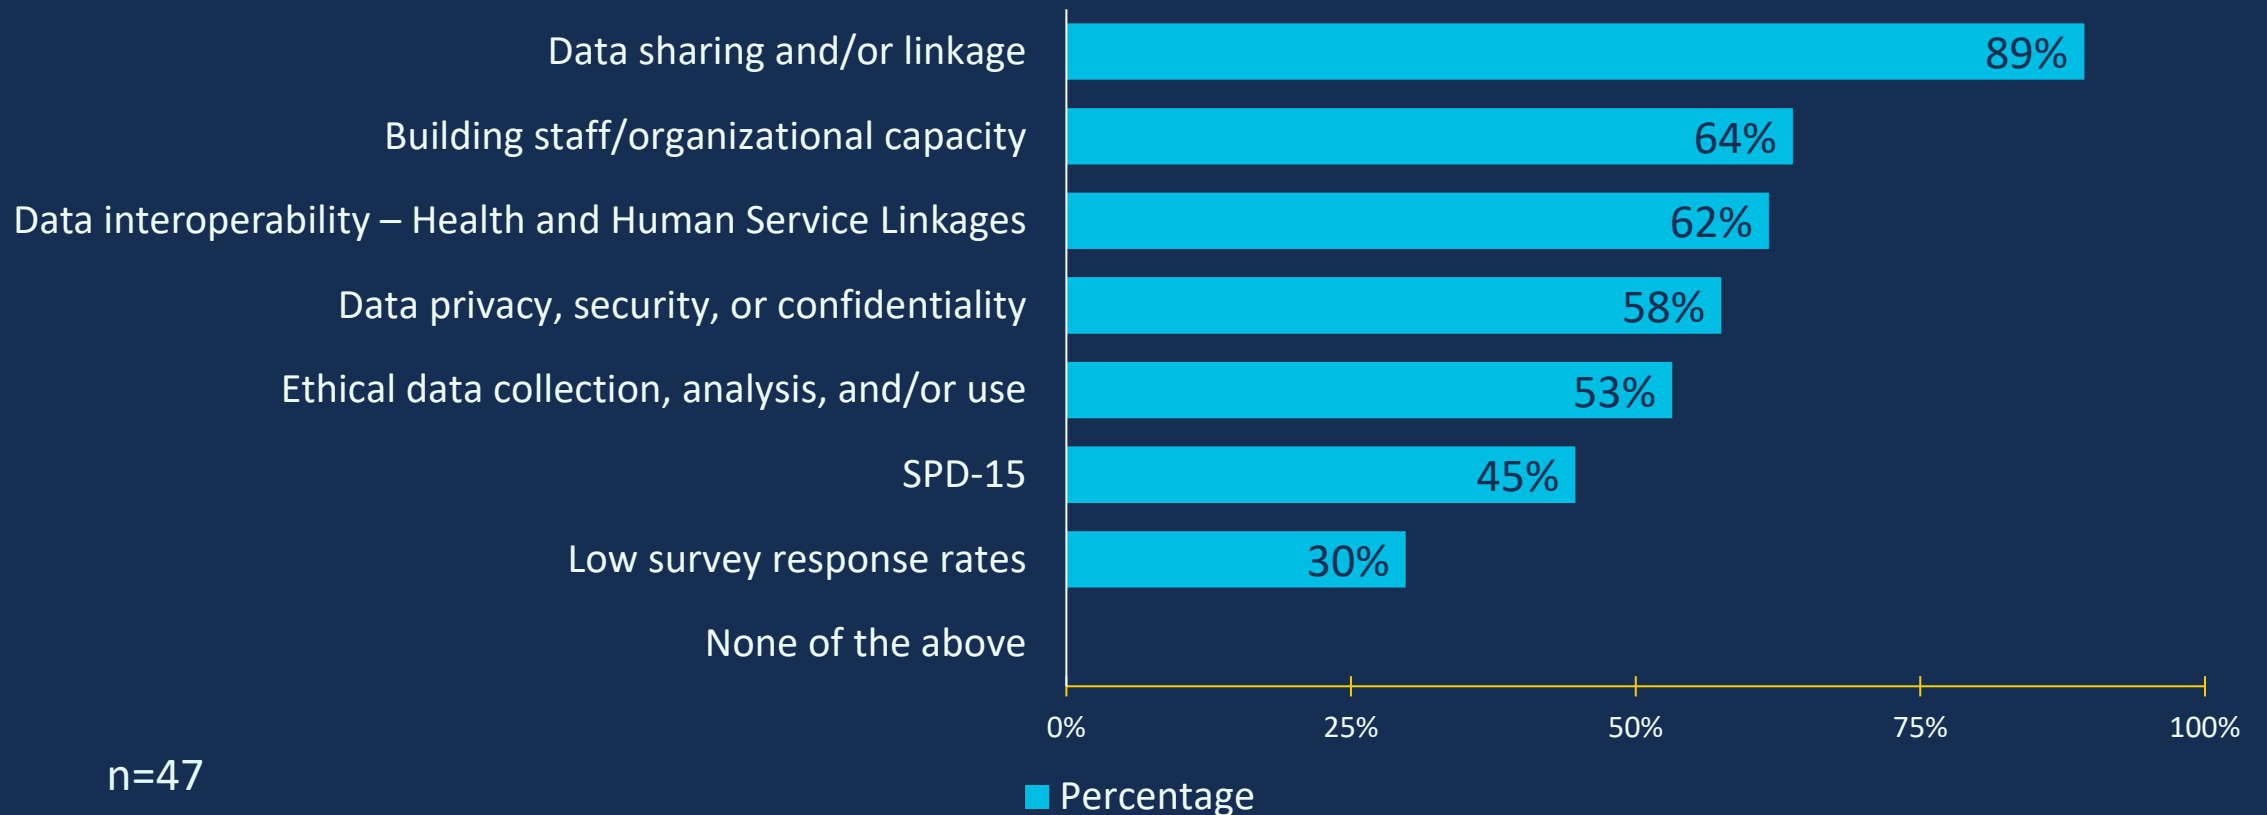 Data sharing and/or linkage 89%
Building staff/organizational capacity 64%
Data interoperability – Health and Human Service Linkages 62%
Data privacy, security, or confidentiality 58%
Ethical data collection, analysis, and/or use 53%
SPD-15 45%
Low survey response rates 30%
None of the above
0% 25% 50% 75% 100%
n=47
Percentage